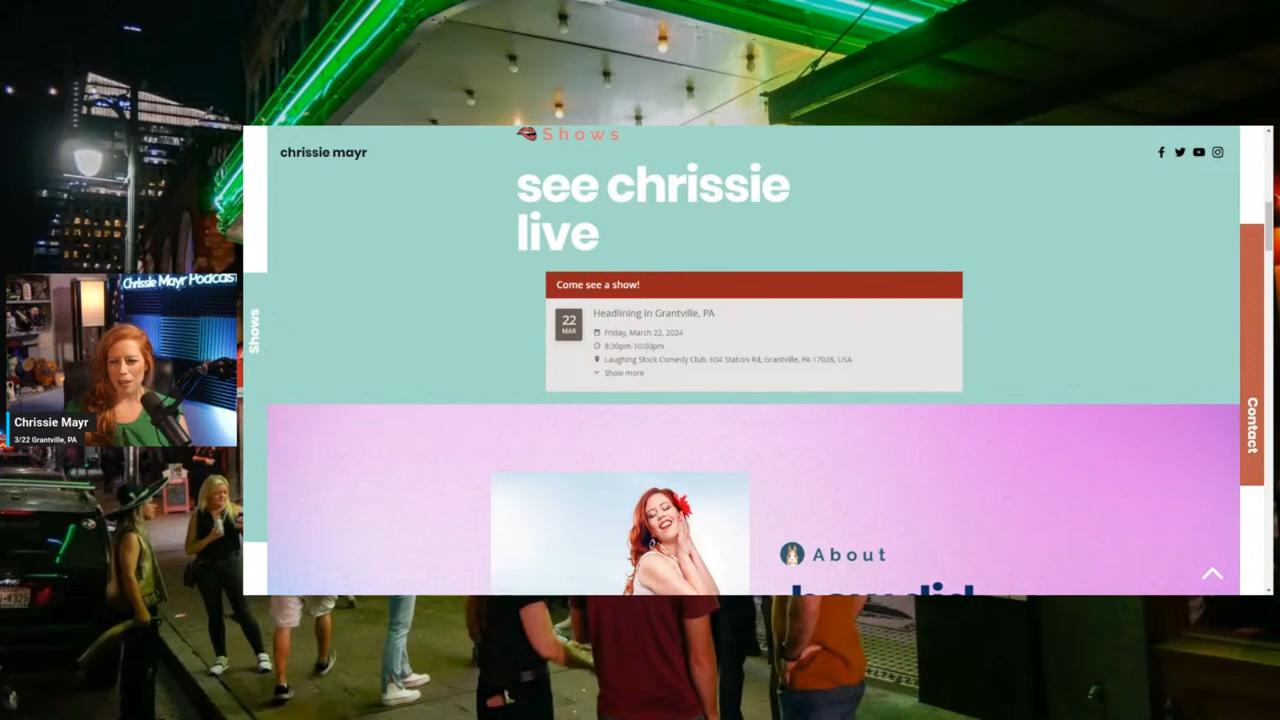 Shows
chrissie mayr
see chrissie
live
Come see a show!
22
MAR
Headlining in Grantville, PA
Friday, March 22, 2024
8:30pm-10:00pm
Laughing Stock Comedy Club, 604 Station Rd, Grantville, PA 17028, USA
Show more
Shows
Contact
Chrissie Mayr Podcas
Chrissie Mayr
3/22 Grantville, PA
About